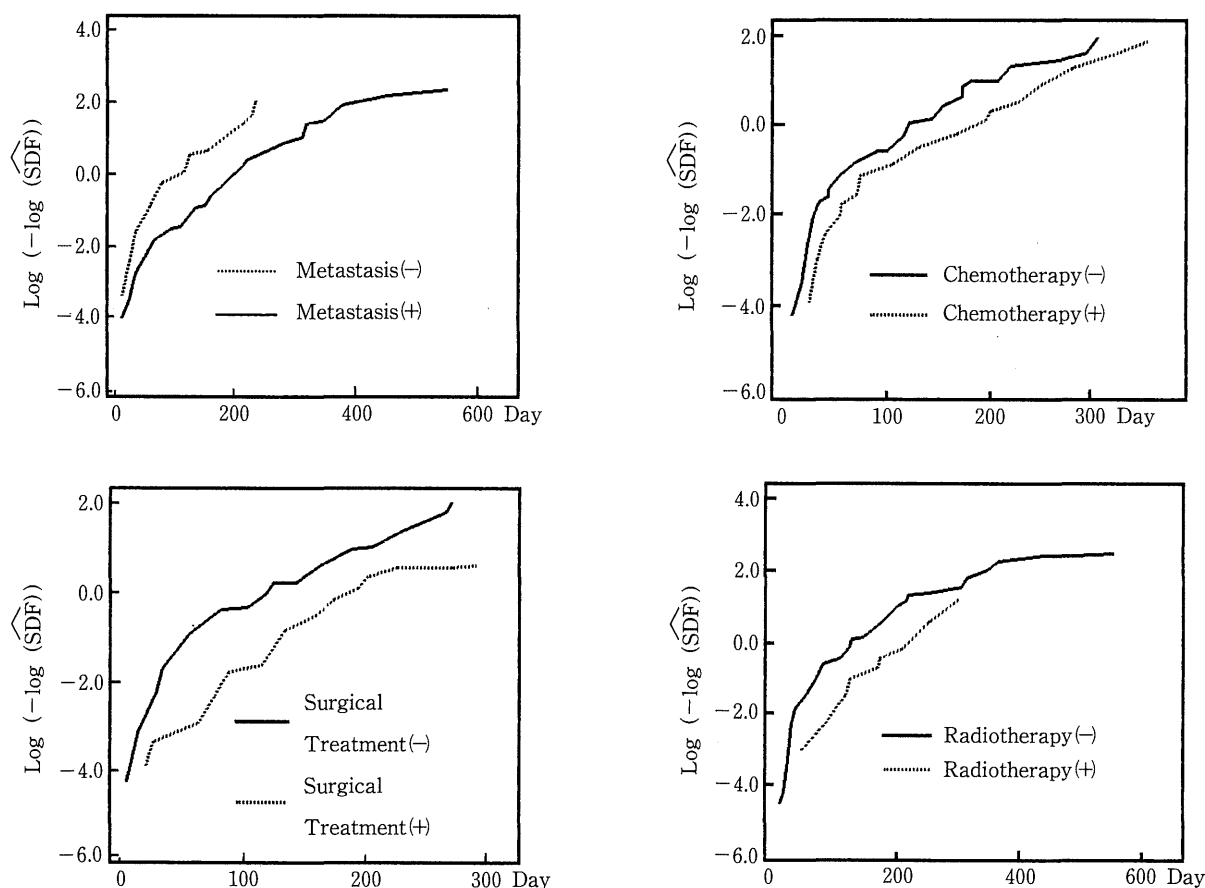 4.0
2.0
0.0
−2.0
−4.0
−6.0
Log (−log (SDF̂))
Metastasis(−)
Metastasis(+)
0 200 400 600 Day
2.0
0.0
−2.0
−4.0
−6.0
Log (−log (SDF̂))
Chemotherapy(−)
Chemotherapy(+)
0 100 200 300 Day
2.0
0.0
−2.0
−4.0
−6.0
Log (−log (SDF̂))
Surgical
Treatment(−)
Surgical
Treatment(+)
0 100 200 300 Day
4.0
2.0
0.0
−2.0
−4.0
−6.0
Log (−log (SDF̂))
Radiotherapy(−)
Radiotherapy(+)
0 200 400 600 Day